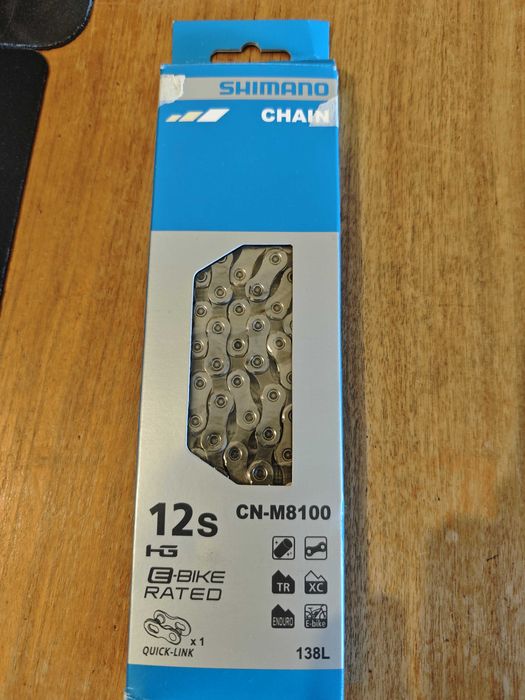 SHIMANO
CHAIN
12s
CN-M8100
HG
E-BIKE
RATED
TR
XC
ENDURO
E-bike
x1
QUICK-LINK
138L